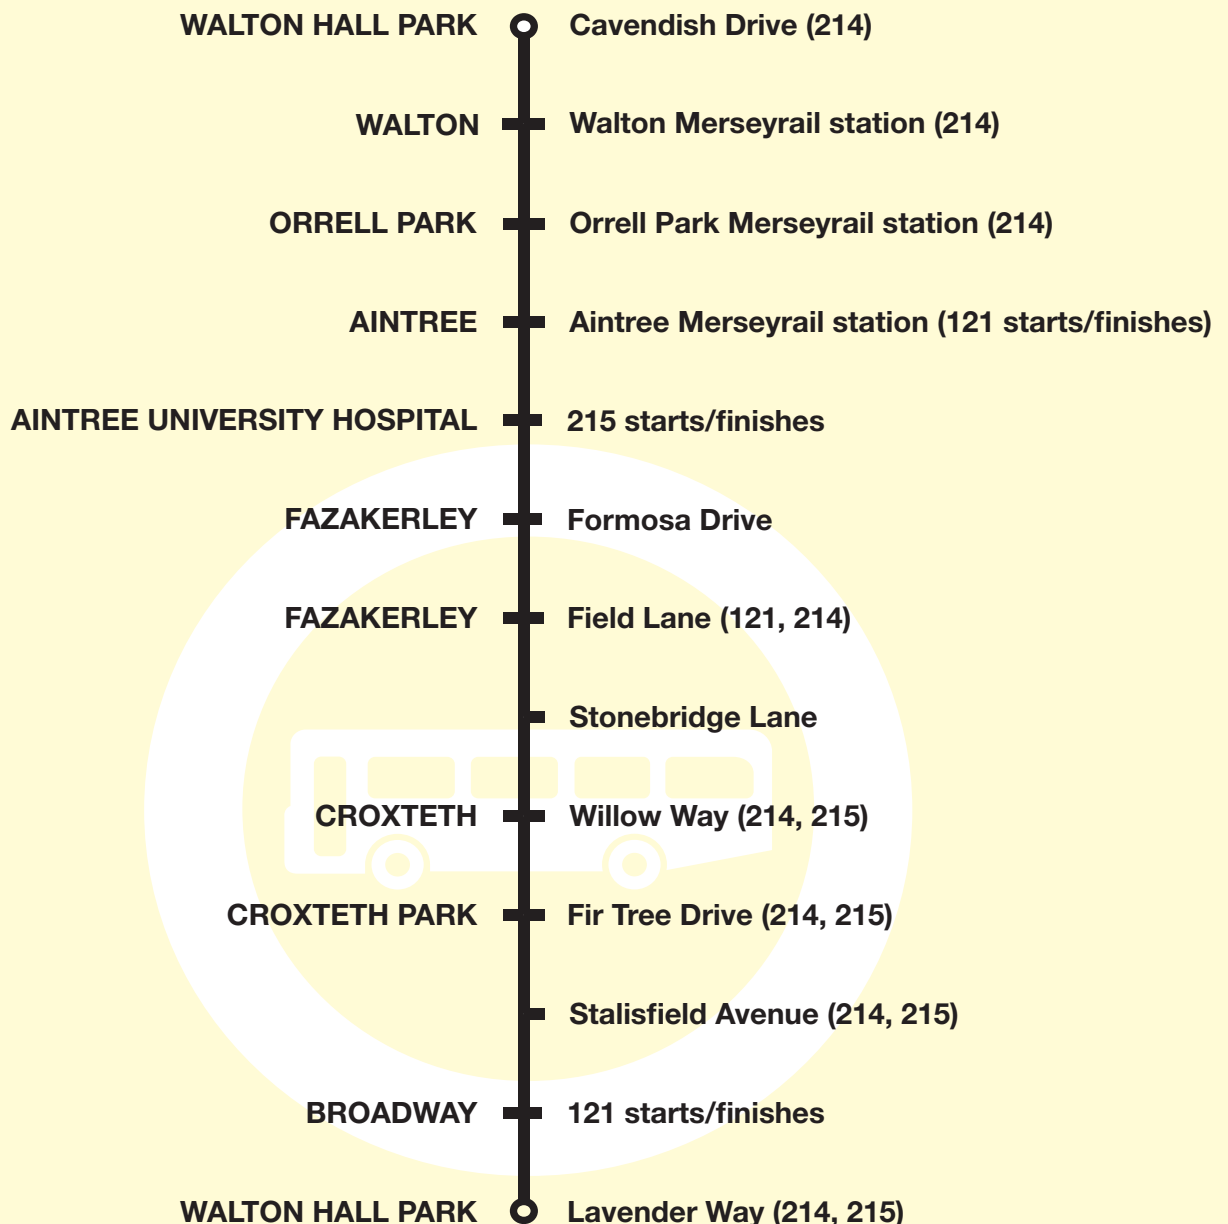 WALTON HALL PARK Cavendish Drive (214)
WALTON Walton Merseyrail station (214)
ORRELL PARK Orrell Park Merseyrail station (214)
AINTREE Aintree Merseyrail station (121 starts/finishes)
AINTREE UNIVERSITY HOSPITAL 215 starts/finishes
FAZAKERLEY Formosa Drive
FAZAKERLEY Field Lane (121, 214)
Stonebridge Lane
CROXTETH Willow Way (214, 215)
CROXTETH PARK Fir Tree Drive (214, 215)
Stalisfield Avenue (214, 215)
BROADWAY 121 starts/finishes
WALTON HALL PARK Lavender Way (214, 215)